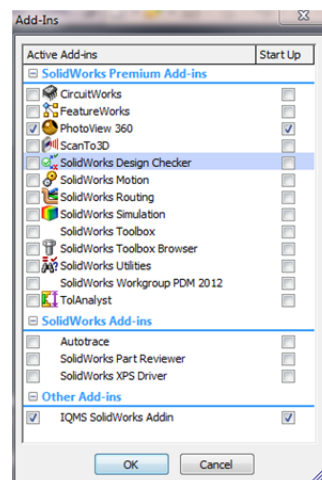 Add-Ins
Active Add-ins Start Up
SolidWorks Premium Add-ins
CircuitWorks
FeatureWorks
PhotoView 360
ScanTo3D
SolidWorks Design Checker
SolidWorks Motion
SolidWorks Routing
SolidWorks Simulation
SolidWorks Toolbox
SolidWorks Toolbox Browser
SolidWorks Utilities
SolidWorks Workgroup PDM 2012
TolAnalyst
SolidWorks Add-ins
Autotrace
SolidWorks Part Reviewer
SolidWorks XPS Driver
Other Add-ins
IQMS SolidWorks Addin
OK Cancel